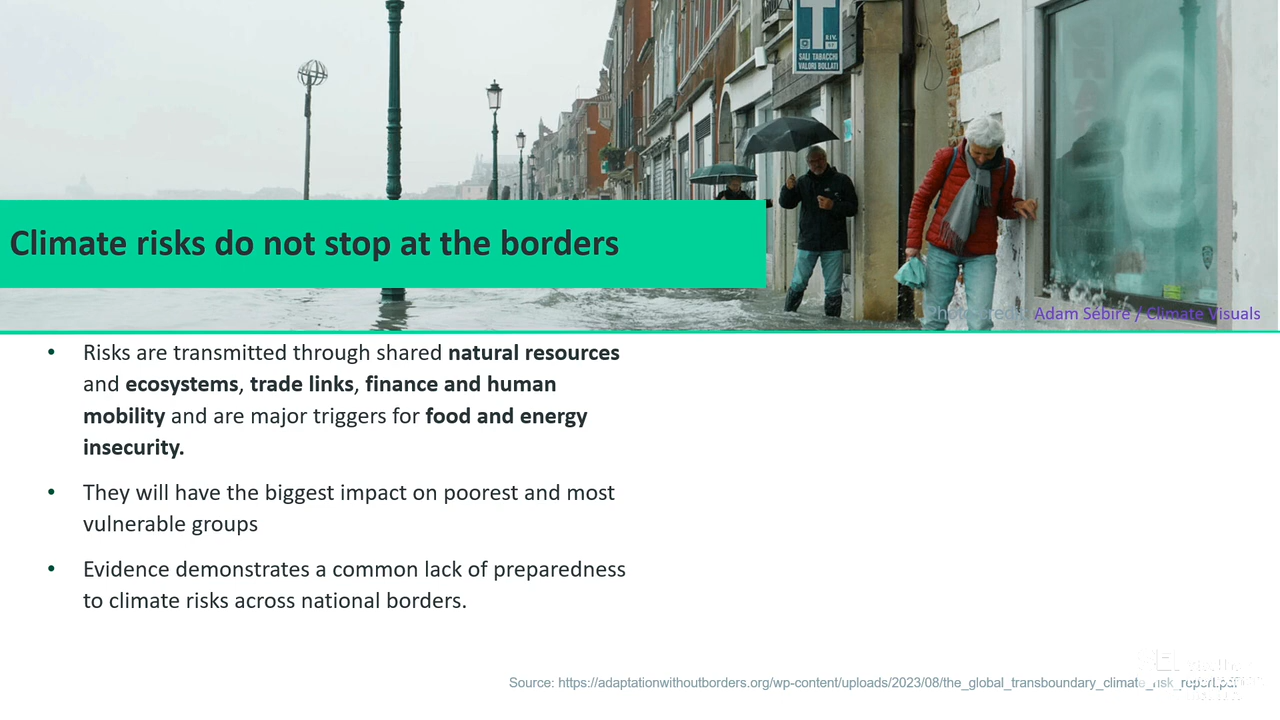 SALI TABACCHI
VALORI BOLLATI
Climate risks do not stop at the borders
Adam Sébire / Climate Visuals
• Risks are transmitted through shared natural resources
and ecosystems, trade links, finance and human
mobility and are major triggers for food and energy
insecurity.
• They will have the biggest impact on poorest and most
vulnerable groups
• Evidence demonstrates a common lack of preparedness
to climate risks across national borders.
Source: https://adaptationwithoutborders.org/wp-content/uploads/2023/08/the_global_transboundary_climate_risk_report.pdf